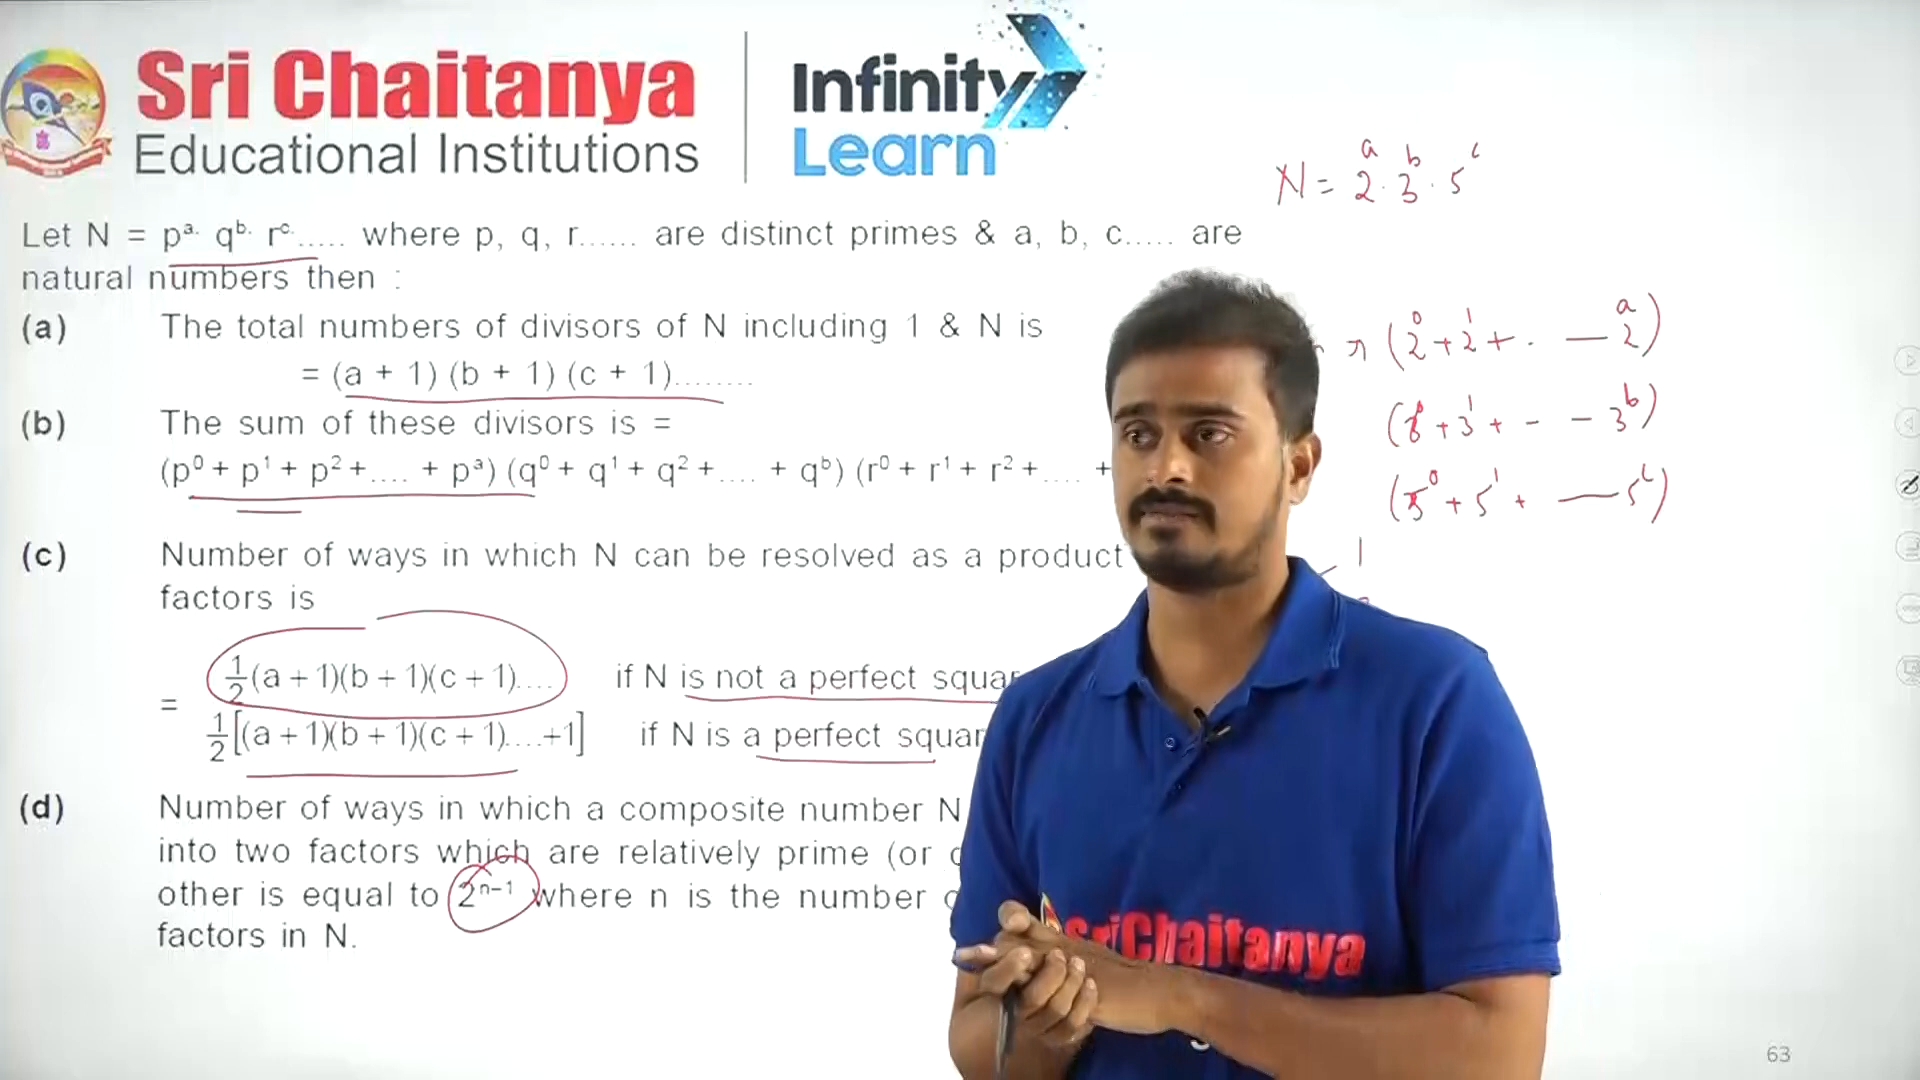 Sri Chaitanya
Educational Institutions
Infinity
Learn
N = 2^a · 3^b · 5^c
Let N = p^a. q^b. r^c. ..... where p, q, r...... are distinct primes & a, b, c..... are
natural numbers then :
(a) The total numbers of divisors of N including 1 & N is
= (a + 1) (b + 1) (c + 1)........
(2^0 + 2^1 + . — 2^a)
(b) The sum of these divisors is =
(3^1 + - - 3^b)
(p^0 + p^1 + p^2 + .... + p^a) (q^0 + q^1 + q^2 + .... + q^b) (r^0 + r^1 + r^2 + .... +
(5^0 + 5^1 + — 5^c)
(c) Number of ways in which N can be resolved as a product
1
factors is
= 1/2 (a + 1)(b + 1)(c + 1).... if N is not a perfect squar
1/2 [(a + 1)(b + 1)(c + 1)....+1] if N is a perfect squar
(d) Number of ways in which a composite number N
into two factors which are relatively prime (or
other is equal to 2^n–1 where n is the number
factors in N.
SriChaitanya
63